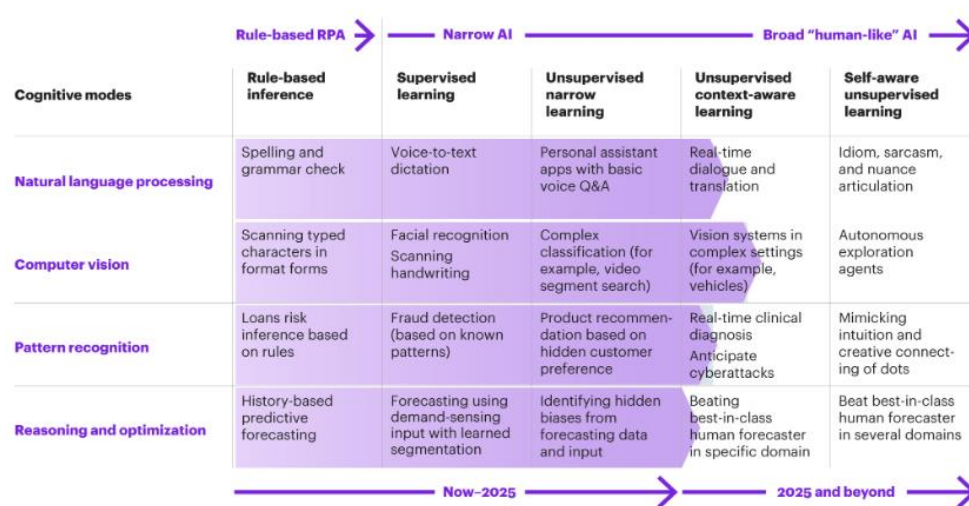 Rule-based RPA
Narrow AI
Broad “human-like” AI
Cognitive modes
Rule-based
inference
Supervised
learning
Unsupervised
narrow
learning
Unsupervised
context-aware
learning
Self-aware
unsupervised
learning
Natural language processing
Spelling and
grammar check
Voice-to-text
dictation
Personal assistant
apps with basic
voice Q&A
Real-time
dialogue and
translation
Idiom, sarcasm,
and nuance
articulation
Computer vision
Scanning typed
characters in
format forms
Facial recognition
Scanning
handwriting
Complex
classification (for
example, video
segment search)
Vision systems in
complex settings
(for example,
vehicles)
Autonomous
exploration
agents
Pattern recognition
Loans risk
inference based
on rules
Fraud detection
(based on known
patterns)
Product recommen-
dation based on
hidden customer
preference
Real-time clinical
diagnosis
Anticipate
cyberattacks
Mimicking
intuition and
creative connect-
ing of dots
Reasoning and optimization
History-based
predictive
forecasting
Forecasting using
demand-sensing
input with learned
segmentation
Identifying hidden
biases from
forecasting data
and input
Beating
best-in-class
human forecaster
in specific domain
Beat best-in-class
human forecaster
in several domains
Now–2025
2025 and beyond